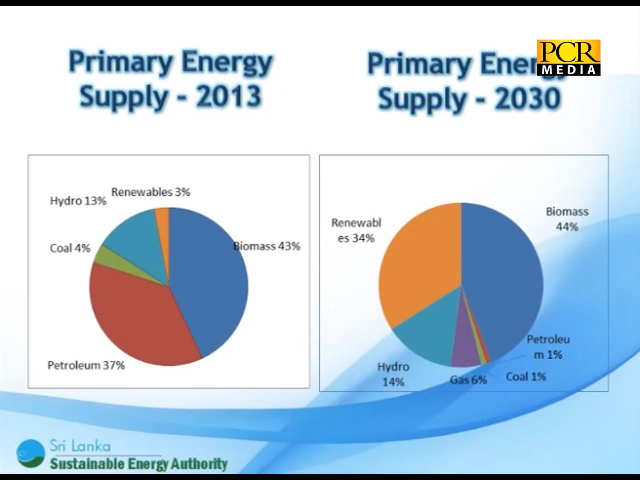 Primary Energy
Supply - 2013
Primary Energy
Supply - 2030
PCR
MEDIA
Renewables 3%
Hydro 13%
Coal 4%
Biomass 43%
Petroleum 37%
Biomass
44%
Renewabl
es 34%
Petroleu
m 1%
Hydro
14%
Gas 6%
Coal 1%
Sri Lanka
Sustainable Energy Authority